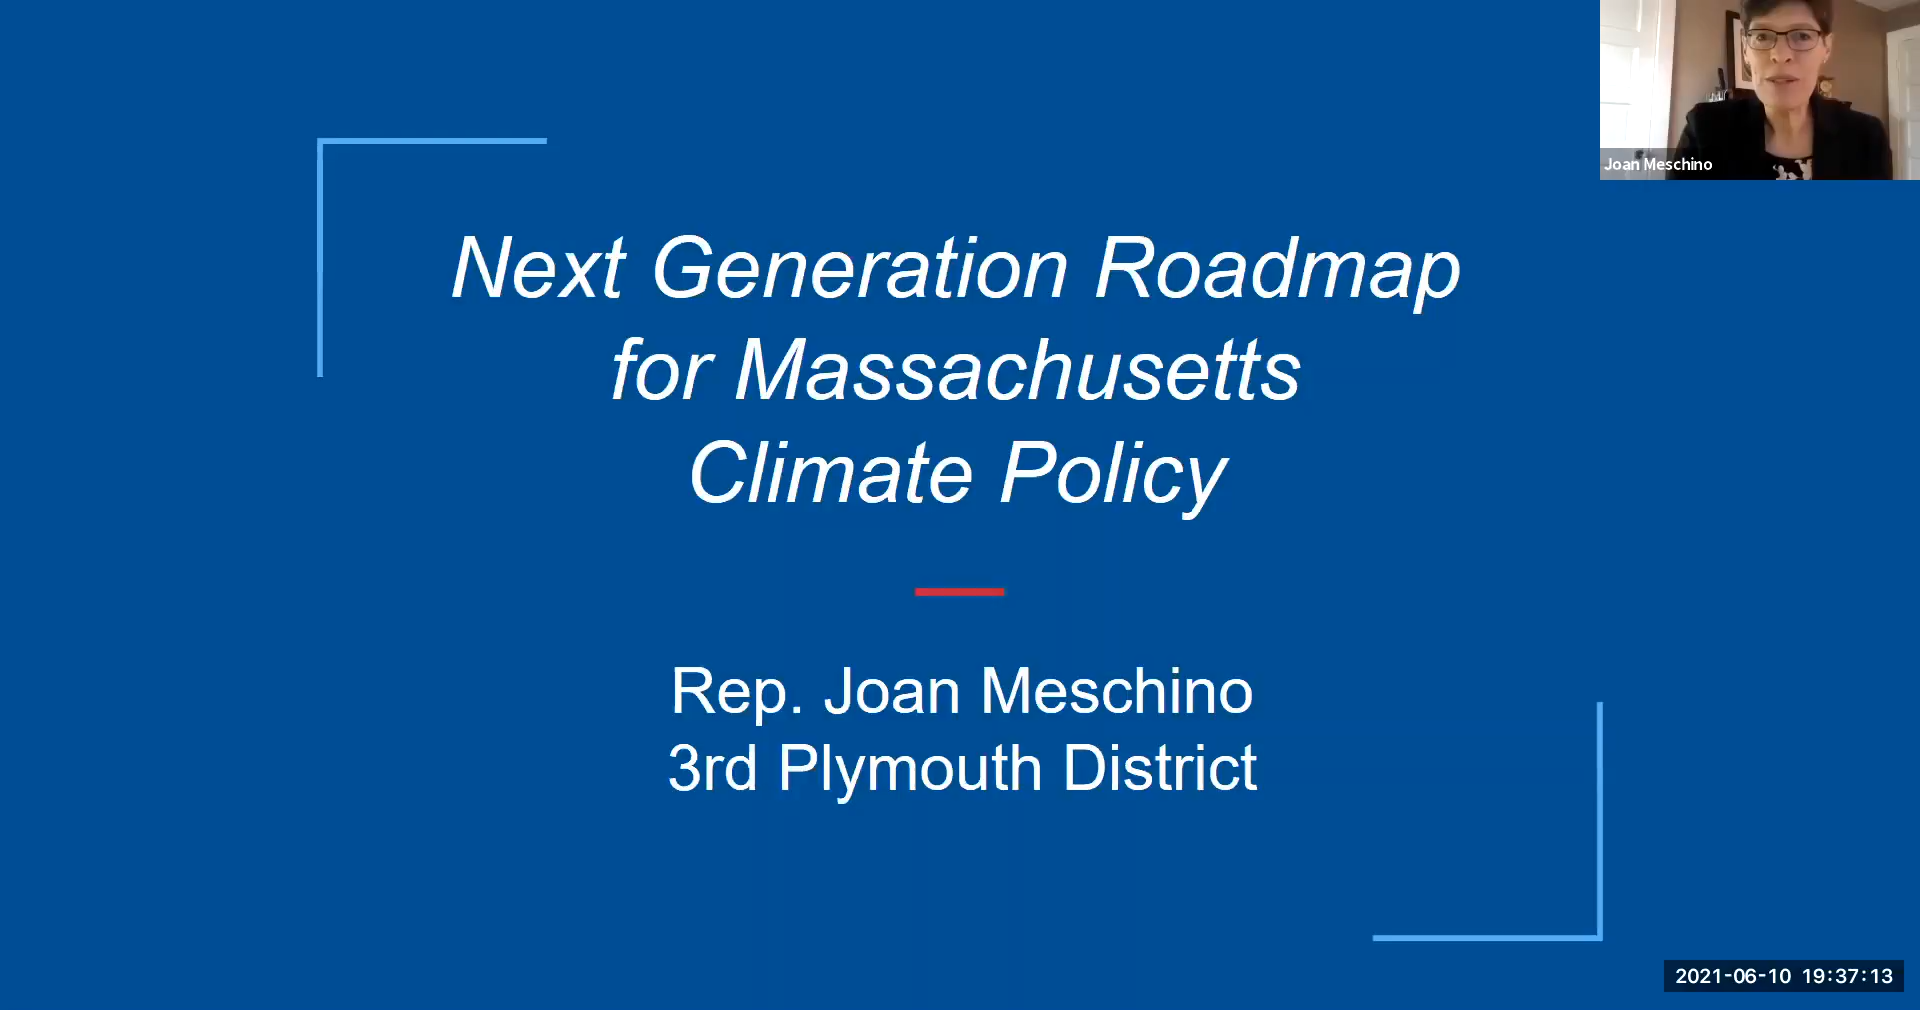 Joan Meschino
Next Generation Roadmap
for Massachusetts
Climate Policy
Rep. Joan Meschino
3rd Plymouth District
2021-06-10 19:37:13